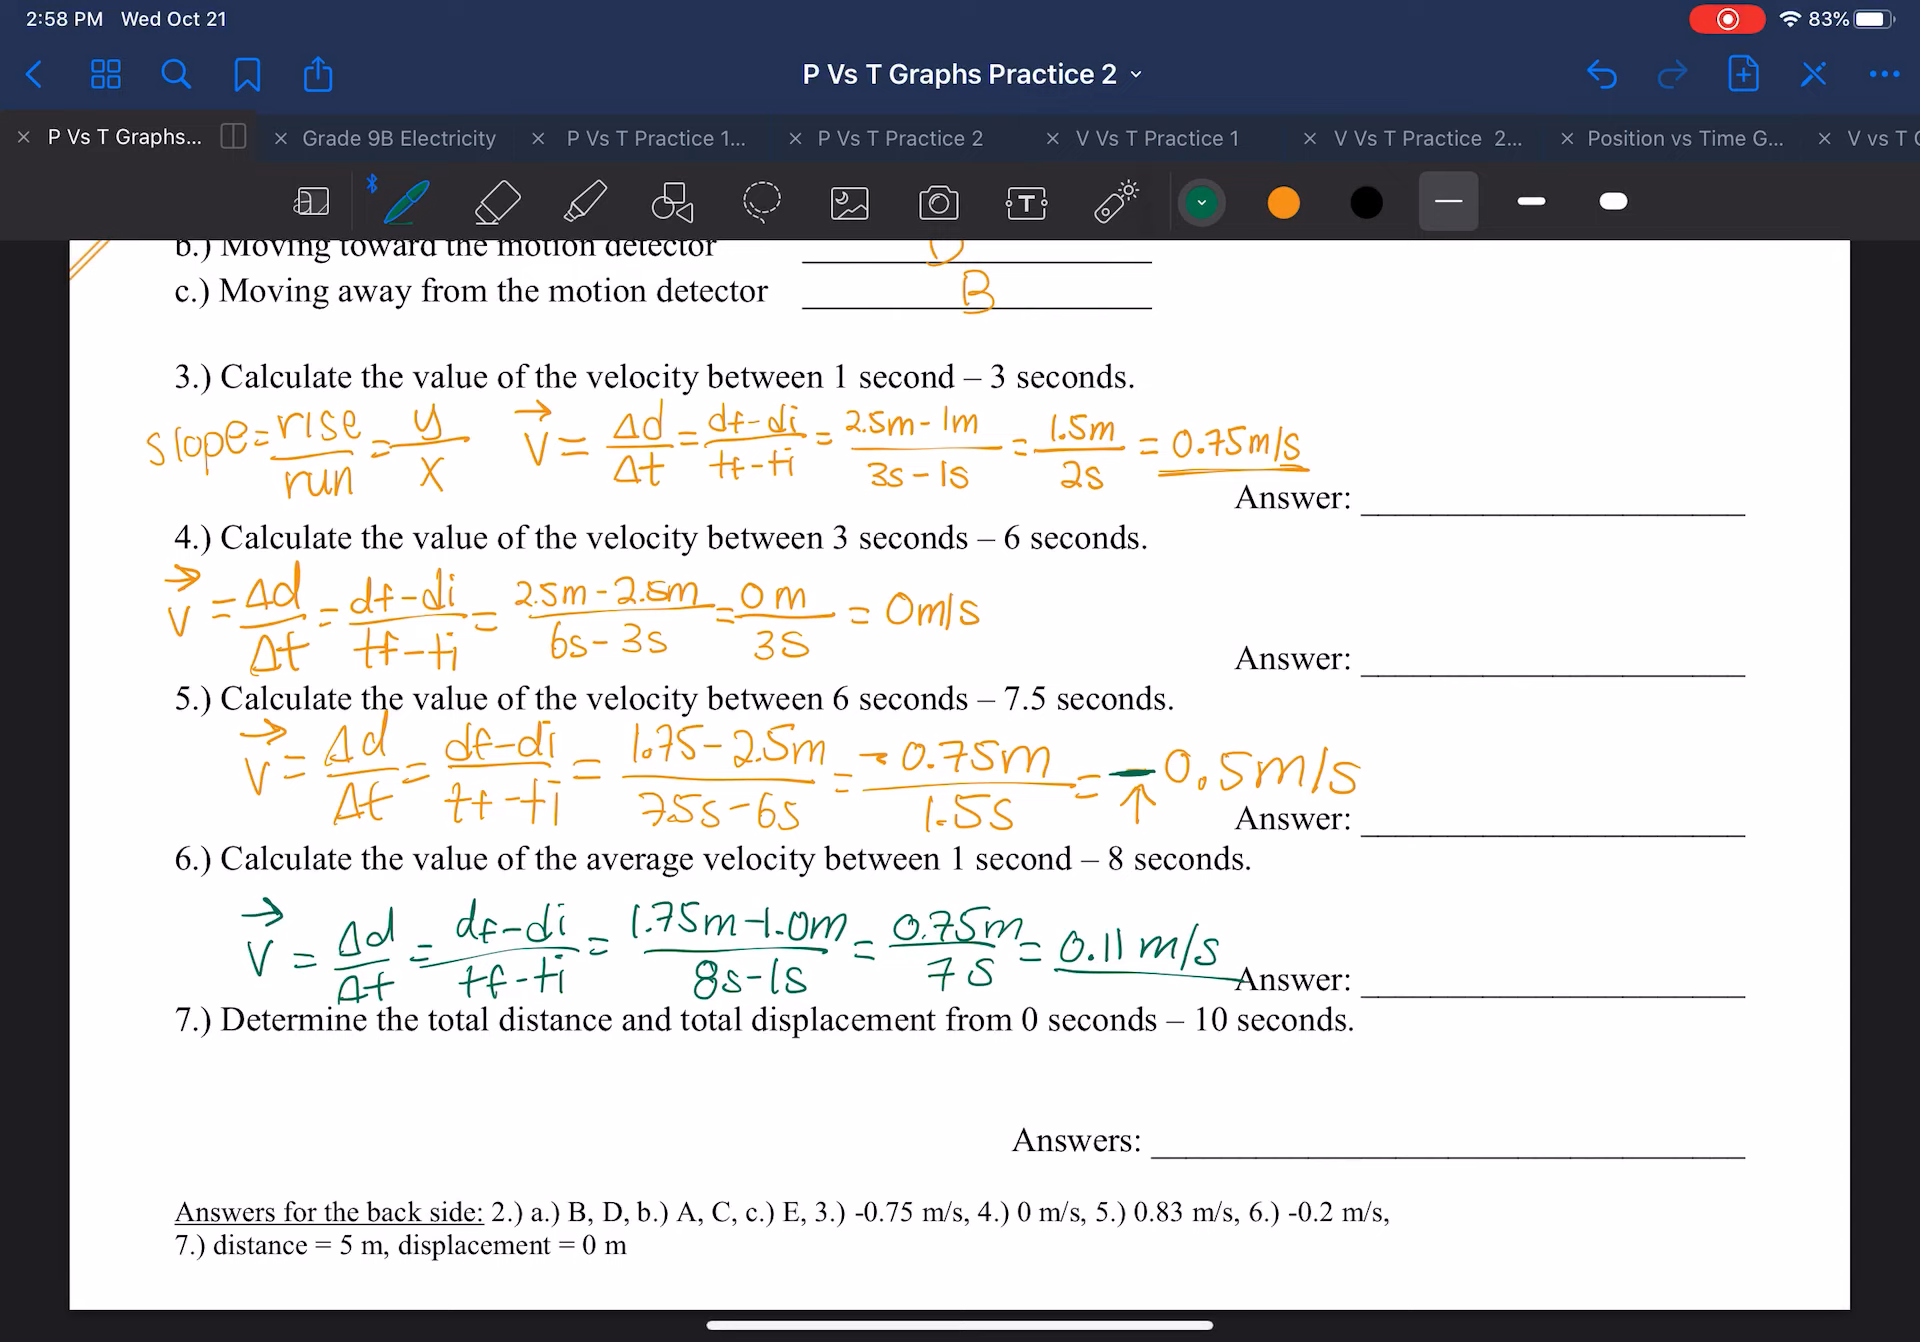 2:58 PM Wed Oct 21 83%
P Vs T Graphs Practice 2
P Vs T Graphs... Grade 9B Electricity P Vs T Practice 1... P Vs T Practice 2 V Vs T Practice 1 V Vs T Practice 2... Position vs Time G... V vs T
b.) Moving toward the motion detector D
c.) Moving away from the motion detector B
3.) Calculate the value of the velocity between 1 second – 3 seconds.
slope = rise/run = y/x v→ = Δd/Δt = df-di/tf-ti = 2.5m-1m/3s-1s = 1.5m/2s = 0.75m/s
Answer:
4.) Calculate the value of the velocity between 3 seconds – 6 seconds.
v→ = Δd/Δt = df-di/tf-ti = 2.5m-2.5m/6s-3s = 0m/3s = 0m/s
Answer:
5.) Calculate the value of the velocity between 6 seconds – 7.5 seconds.
v→ = Δd/Δt = df-di/tf-ti = 1.75-2.5m/7.5s-6s = -0.75m/1.5s = -0.5m/s
↑ Answer:
6.) Calculate the value of the average velocity between 1 second – 8 seconds.
v→ = Δd/Δt = df-di/tf-ti = 1.75m-1.0m/8s-1s = 0.75m/7s = 0.11 m/s
Answer:
7.) Determine the total distance and total displacement from 0 seconds – 10 seconds.
Answers:
Answers for the back side: 2.) a.) B, D, b.) A, C, c.) E, 3.) -0.75 m/s, 4.) 0 m/s, 5.) 0.83 m/s, 6.) -0.2 m/s,
7.) distance = 5 m, displacement = 0 m